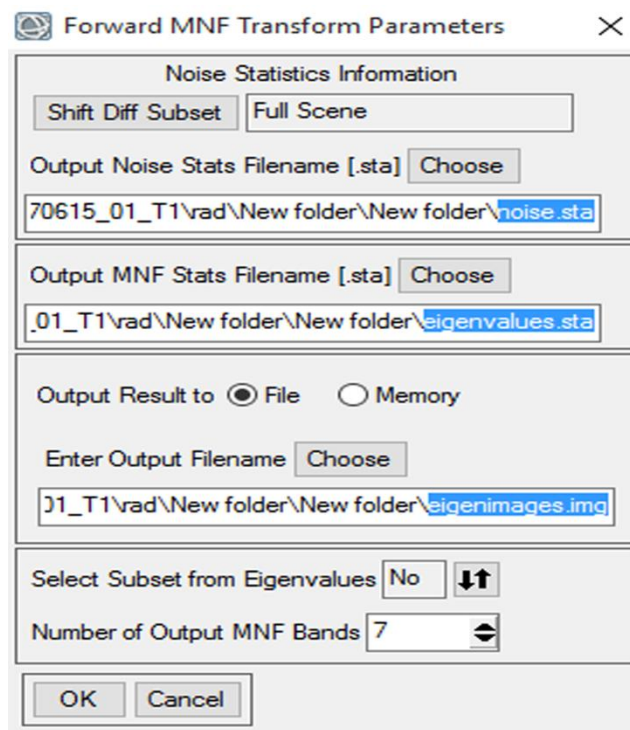 Forward MNF Transform Parameters
Noise Statistics Information
Shift Diff Subset Full Scene
Output Noise Stats Filename [.sta] Choose
70615_01_T1\rad\New folder\New folder\noise.sta
Output MNF Stats Filename [.sta] Choose
_01_T1\rad\New folder\New folder\eigenvalues.sta
Output Result to File Memory
Enter Output Filename Choose
01_T1\rad\New folder\New folder\eigenimages.img
Select Subset from Eigenvalues No
Number of Output MNF Bands 7
OK Cancel